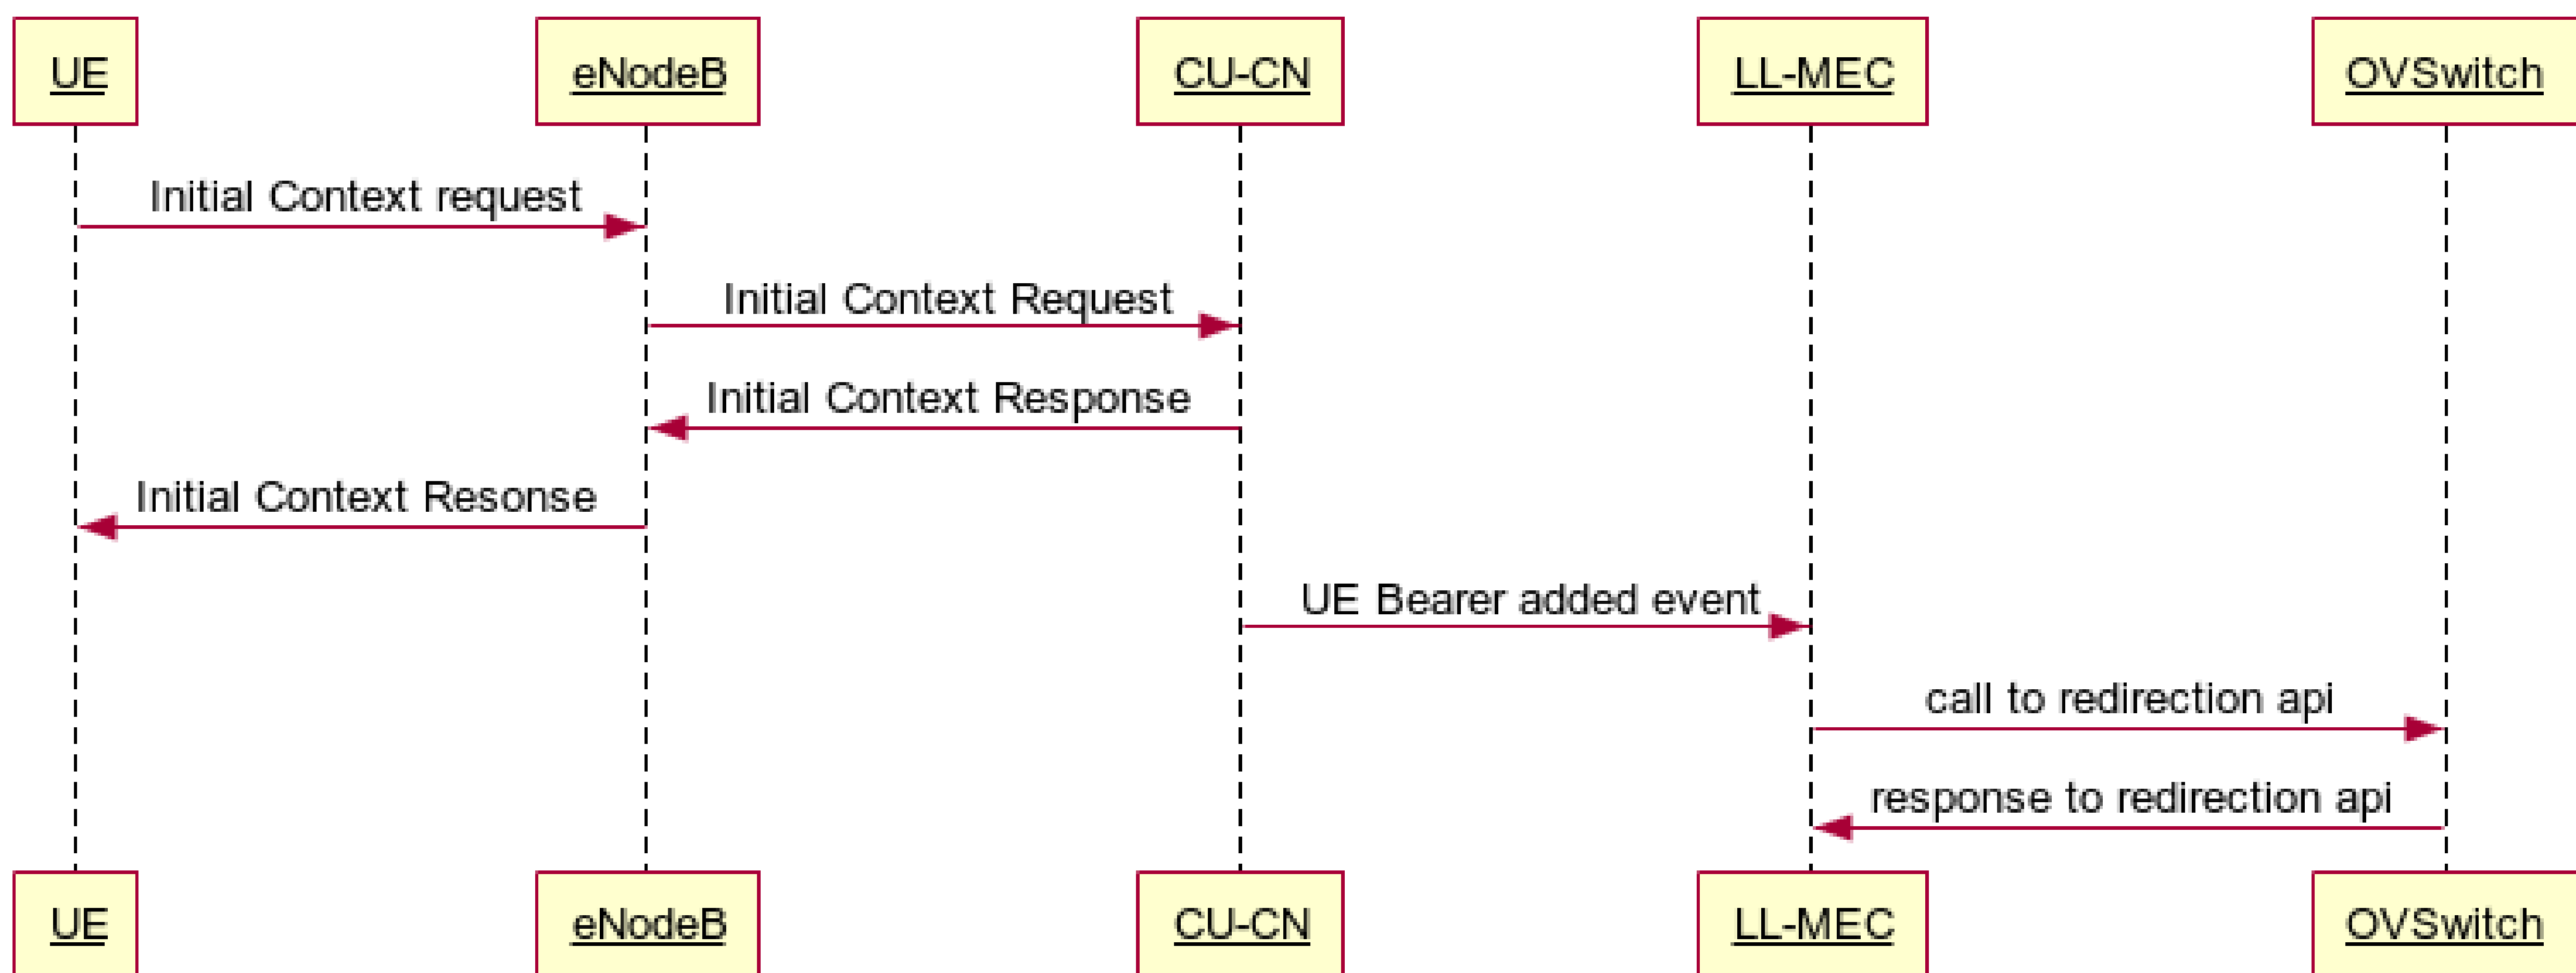 UE
eNodeB
CU-CN
LL-MEC
OVSwitch
Initial Context request
Initial Context Request
Initial Context Response
Initial Context Resonse
UE Bearer added event
call to redirection api
response to redirection api
UE
eNodeB
CU-CN
LL-MEC
OVSwitch